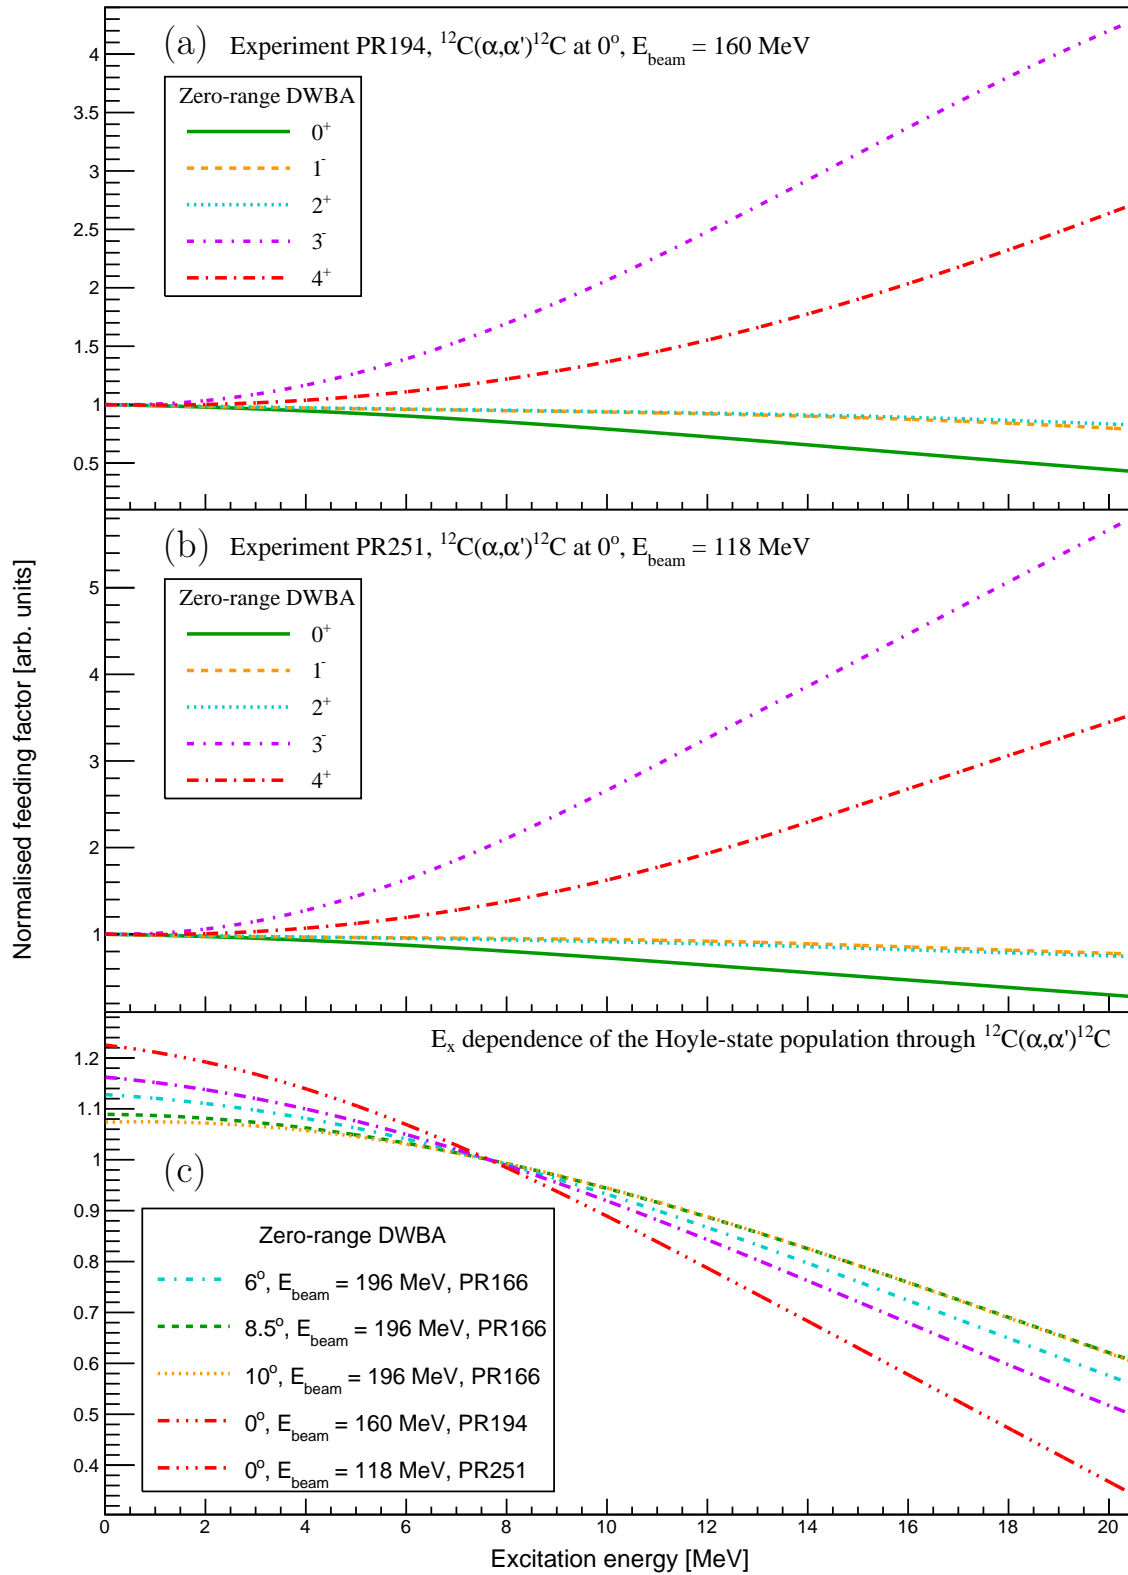 Normalised feeding factor [arb. units]
(a) Experiment PR194, ¹²C(α,α')¹²C at 0°, E_beam = 160 MeV
Zero-range DWBA
0⁺
1⁻
2⁺
3⁻
4⁺
4
3.5
3
2.5
2
1.5
1
0.5
(b) Experiment PR251, ¹²C(α,α')¹²C at 0°, E_beam = 118 MeV
Zero-range DWBA
0⁺
1⁻
2⁺
3⁻
4⁺
5
4
3
2
1
E_x dependence of the Hoyle-state population through ¹²C(α,α')¹²C
(c)
Zero-range DWBA
6°, E_beam = 196 MeV, PR166
8.5°, E_beam = 196 MeV, PR166
10°, E_beam = 196 MeV, PR166
0°, E_beam = 160 MeV, PR194
0°, E_beam = 118 MeV, PR251
1.2
1.1
1
0.9
0.8
0.7
0.6
0.5
0.4
0 2 4 6 8 10 12 14 16 18 20
Excitation energy [MeV]